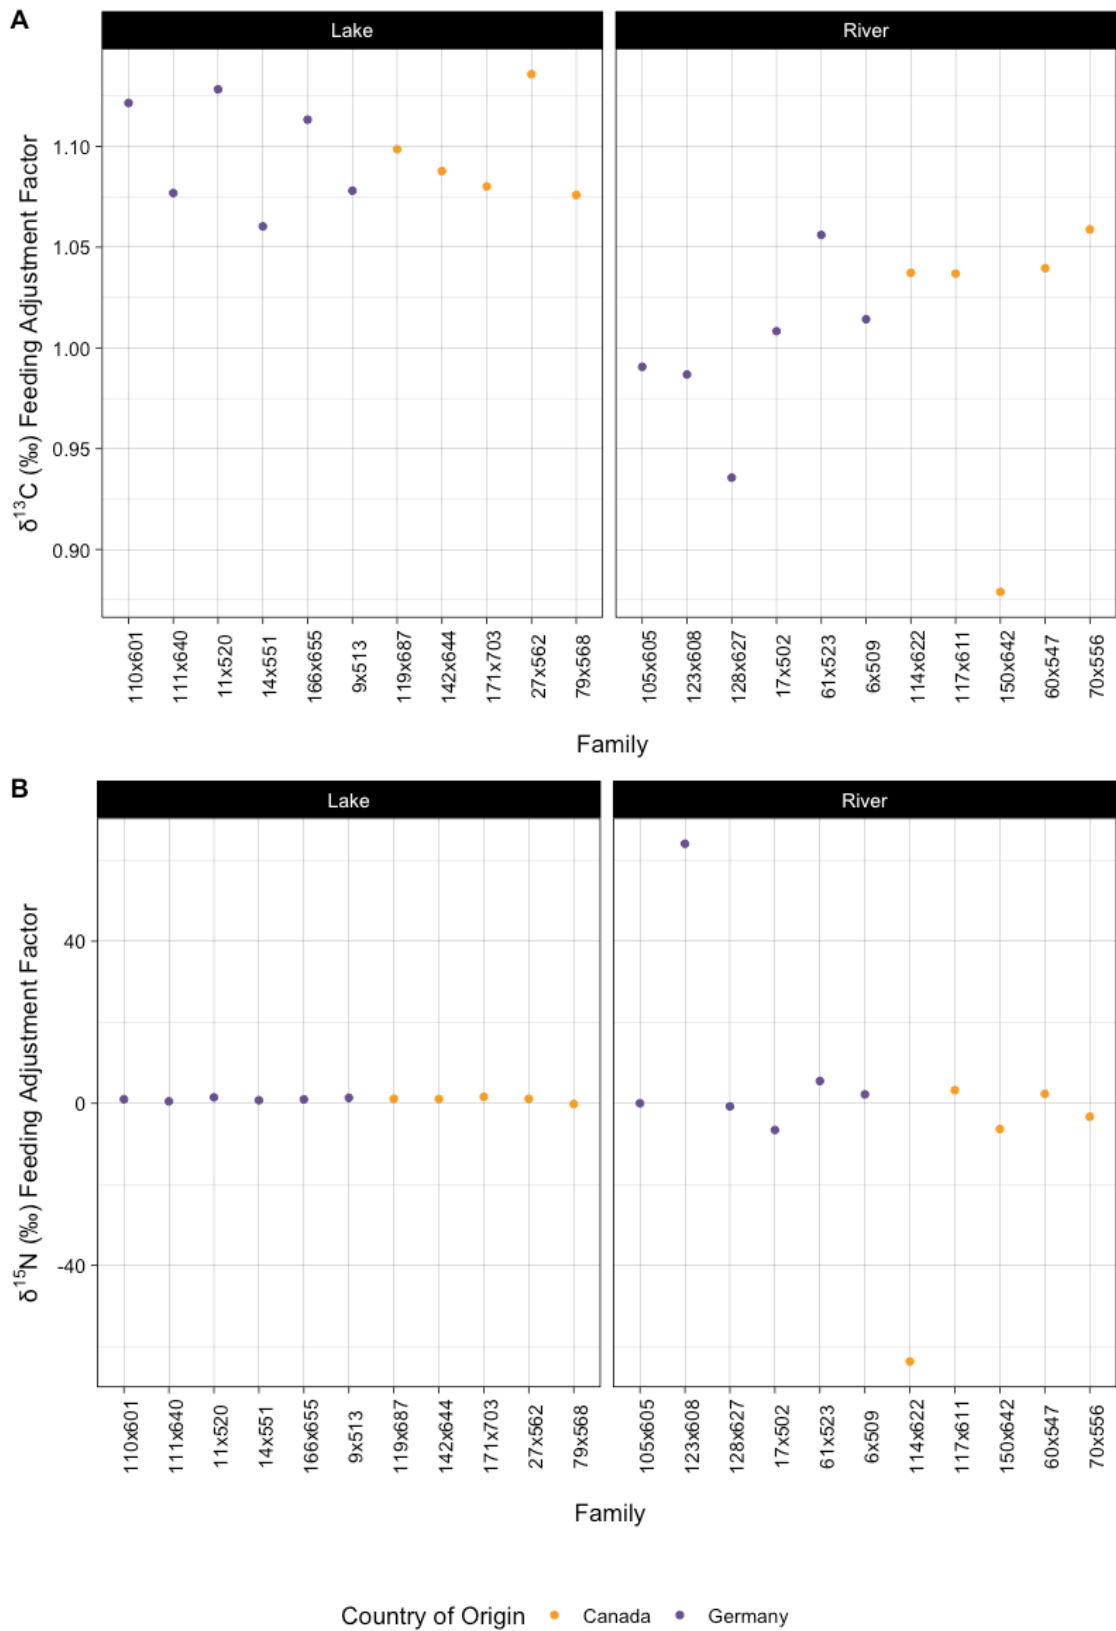 A
Lake River
δ13C (‰) Feeding Adjustment Factor
1.10
1.05
1.00
0.95
0.90
110x601 111x640 11x520 14x551 166x655 9x513 119x687 142x644 171x703 27x562 79x568 105x605 123x608 128x627 17x502 61x523 6x509 114x622 117x611 150x642 60x547 70x556
Family
B
Lake River
δ15N (‰) Feeding Adjustment Factor
40
0
-40
110x601 111x640 11x520 14x551 166x655 9x513 119x687 142x644 171x703 27x562 79x568 105x605 123x608 128x627 17x502 61x523 6x509 114x622 117x611 150x642 60x547 70x556
Family
Country of Origin Canada Germany